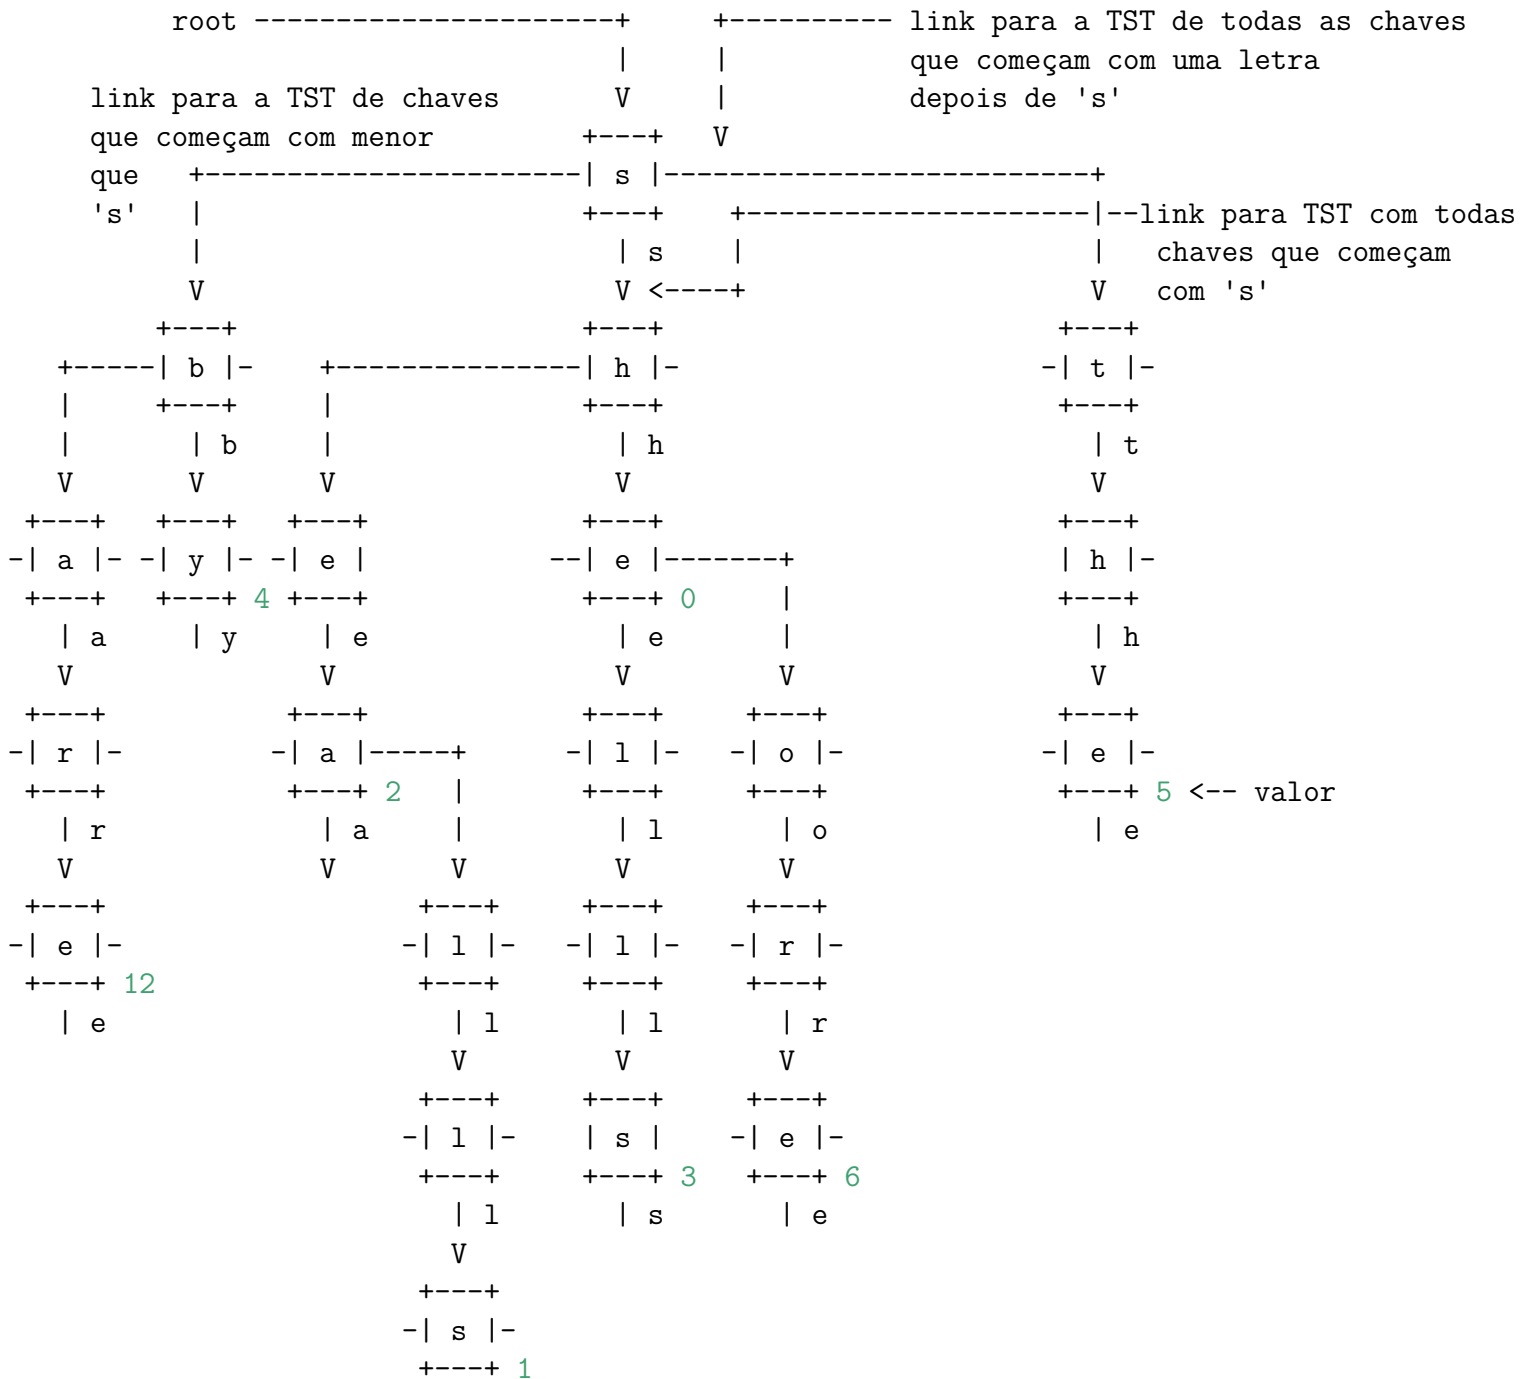 root ----------------------+     +---------- link para a TST de todas as chaves
                           |     |           que começam com uma letra
link para a TST de chaves       V     |           depois de 's'
que começam com menor         +---+   V
que   +-----------------------| s |--------------------------+
's'   |                       +---+    +---------------------|--link para TST com todas
      |                         | s    |                     |   chaves que começam
      V                         V <----+                     V   com 's'
    +---+                     +---+                        +---+
+-----| b |-    +---------------| h |-                      -| t |-
|     +---+     |               +---+                        +---+
|       | b     |                 | h                          | t
V       V       V                 V                            V
+---+   +---+   +---+             +---+                        +---+
-| a |- -| y |- -| e |           --| e |-------+                | h |-
+---+   +---+ 4 +---+             +---+ 0     |                +---+
| a     | y     | e                 | e       |                  | h
V               V                   V         V                  V
+---+           +---+               +---+     +---+              +---+
-| r |-         -| a |-----+      -| l |-   -| o |-            -| e |-
+---+           +---+ 2   |         +---+     +---+              +---+ 5 <-- valor
| r               | a     |           | l       | o                | e
V                 V       V           V         V
+---+                   +---+       +---+     +---+
-| e |-                 -| l |-   -| l |-   -| r |-
+---+ 12                +---+       +---+     +---+
| e                       | l         | l       | r
V         V         V
+---+     +---+     +---+
-| l |-   | s |   -| e |-
+---+     +---+ 3   +---+ 6
| l       | s       | e
V
+---+
-| s |-
+---+ 1